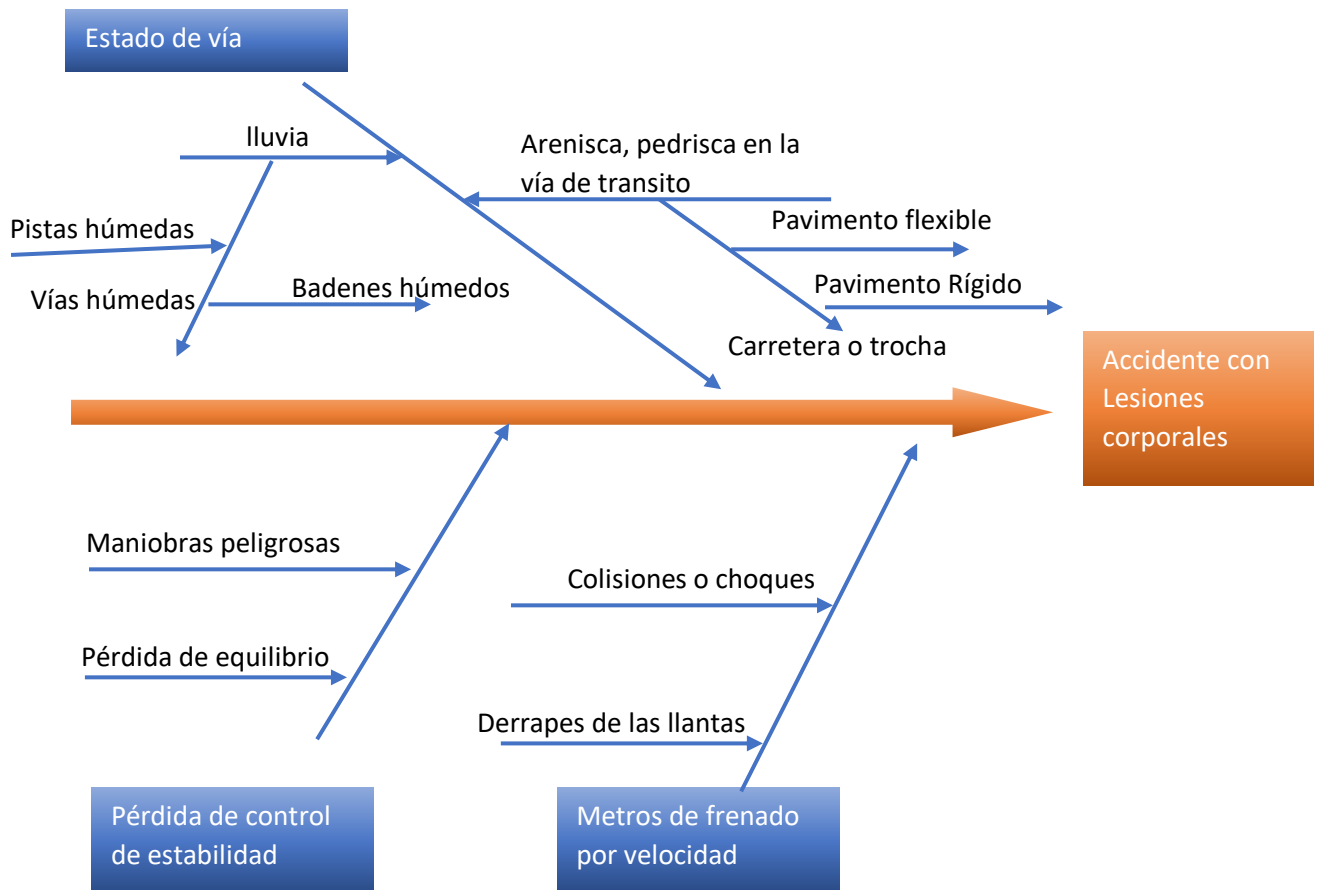 Estado de vía
lluvia
Arenisca, pedrisca en la
vía de transito
Pistas húmedas
Pavimento flexible
Vías húmedas
Badenes húmedos
Pavimento Rígido
Carretera o trocha
Accidente con
Lesiones
corporales
Maniobras peligrosas
Colisiones o choques
Pérdida de equilibrio
Derrapes de las llantas
Pérdida de control
de estabilidad
Metros de frenado
por velocidad